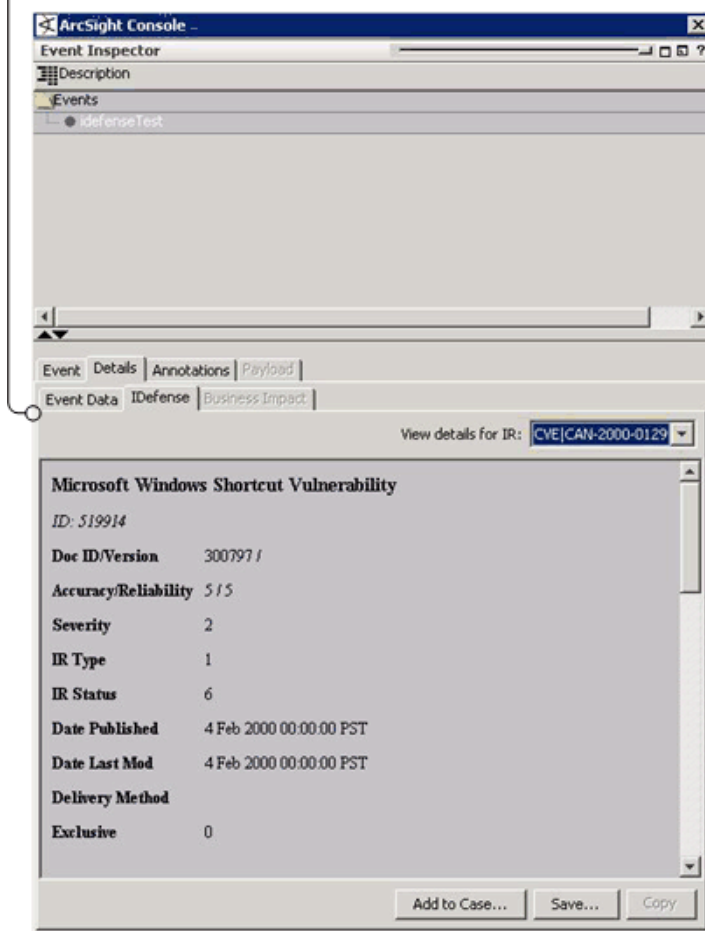 ArcSight Console -
Event Inspector
Description
Events
idefenseTest
Event Details Annotations Payload
Event Data IDefense Business Impact
View details for IR: CVE|CAN-2000-0129
Microsoft Windows Shortcut Vulnerability
ID: 519914
Doc ID/Version 300797 /
Accuracy/Reliability 5 / 5
Severity 2
IR Type 1
IR Status 6
Date Published 4 Feb 2000 00:00:00 PST
Date Last Mod 4 Feb 2000 00:00:00 PST
Delivery Method
Exclusive 0
Add to Case... Save... Copy